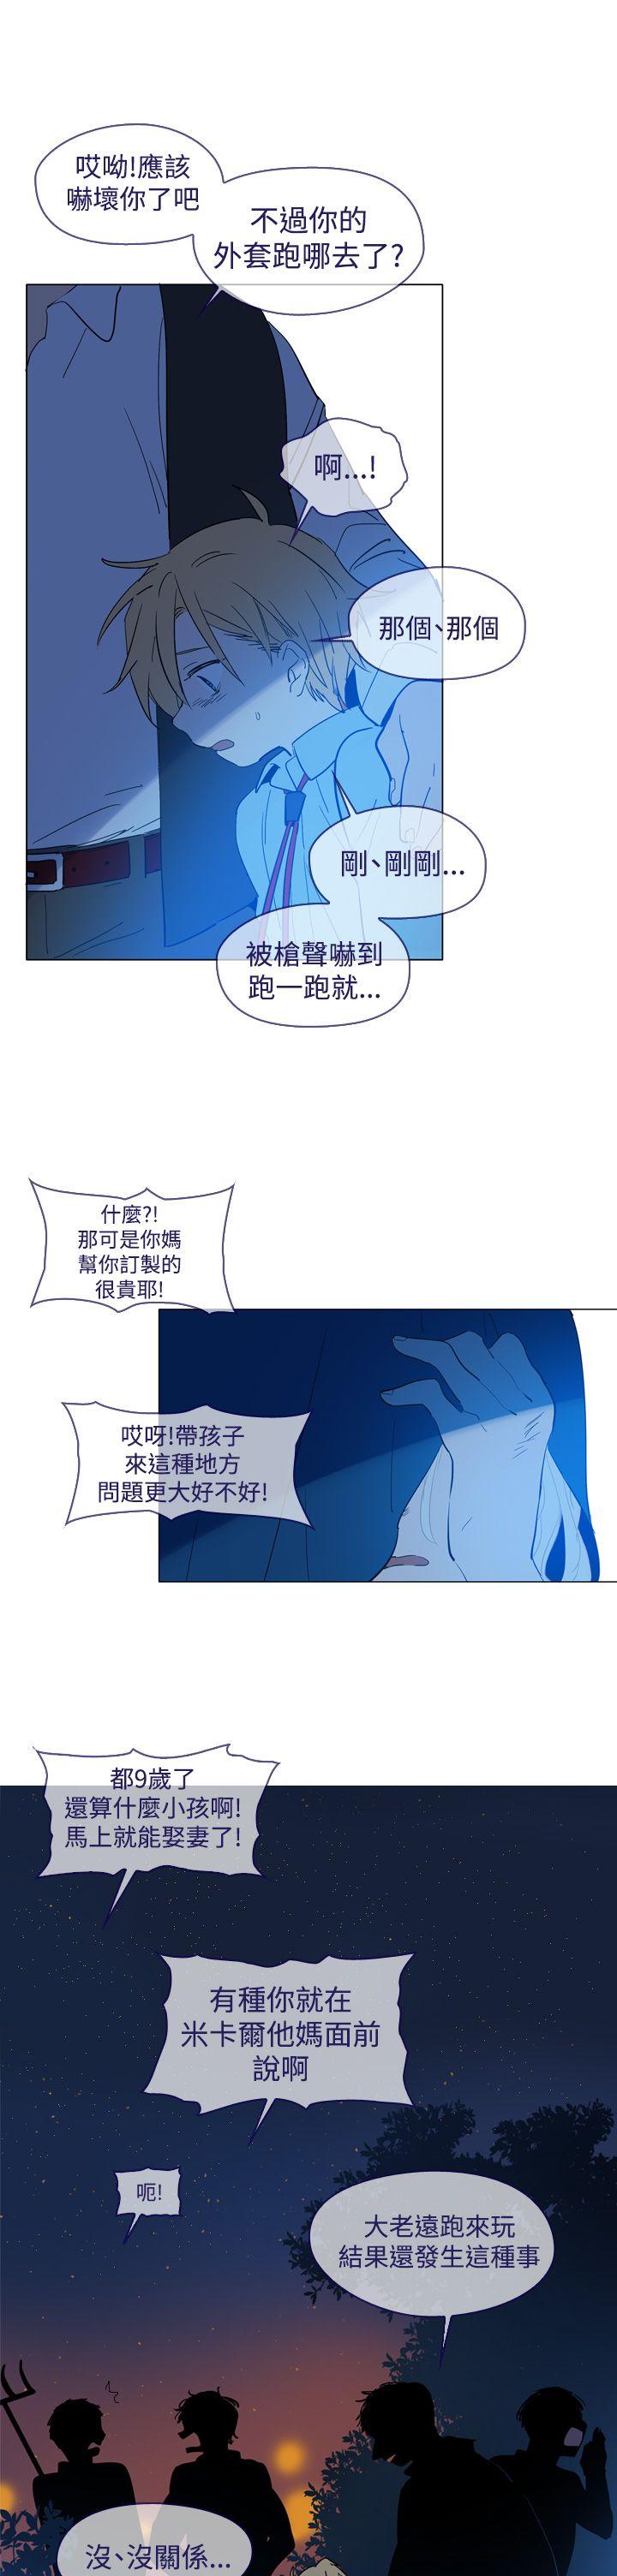 哎呦!應該
嚇壞你了吧
不過你的
外套跑哪去了?
啊...!
那個、那個
剛、剛剛...
被槍聲嚇到
跑一跑就...
什麼?!
那可是你媽
幫你訂製的
很貴耶!
哎呀!帶孩子
來這種地方
問題更大好不好!
都9歲了
還算什麼小孩啊!
馬上就能娶妻了!
有種你就在
米卡爾他媽面前
說啊
呃!
大老遠跑來玩
結果還發生這種事
沒、沒關係...